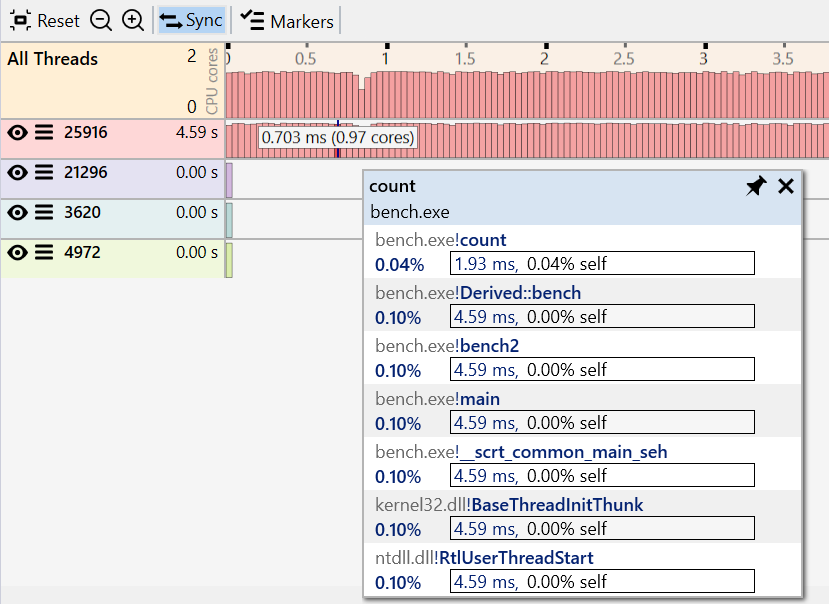 Reset Sync Markers
All Threads 2 0 CPU cores
0 0.5 1 1.5 2 2.5 3 3.5
25916 4.59 s
0.703 ms (0.97 cores)
21296 0.00 s
3620 0.00 s
4972 0.00 s
count
bench.exe
bench.exe!count
0.04% 1.93 ms, 0.04% self
bench.exe!Derived::bench
0.10% 4.59 ms, 0.00% self
bench.exe!bench2
0.10% 4.59 ms, 0.00% self
bench.exe!main
0.10% 4.59 ms, 0.00% self
bench.exe!__scrt_common_main_seh
0.10% 4.59 ms, 0.00% self
kernel32.dll!BaseThreadInitThunk
0.10% 4.59 ms, 0.00% self
ntdll.dll!RtlUserThreadStart
0.10% 4.59 ms, 0.00% self